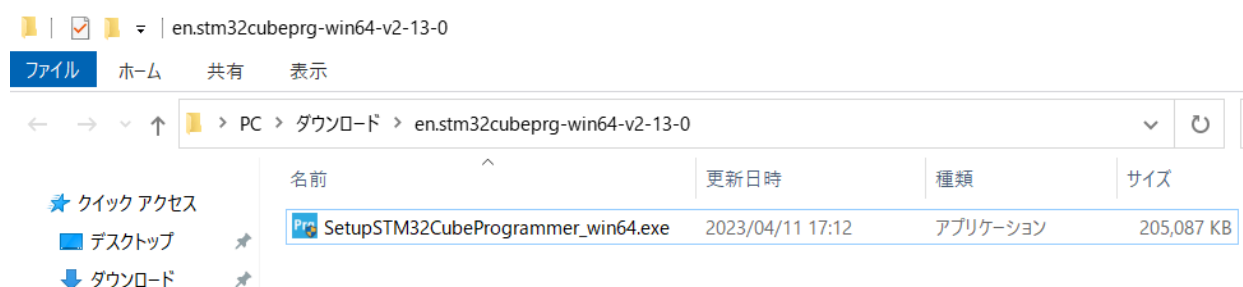 en.stm32cubeprg-win64-v2-13-0
ファイル ホーム 共有 表示
PC > ダウンロード > en.stm32cubeprg-win64-v2-13-0
名前 更新日時 種類 サイズ
クイック アクセス
Prg SetupSTM32CubeProgrammer_win64.exe 2023/04/11 17:12 アプリケーション 205,087 KB
デスクトップ
ダウンロード